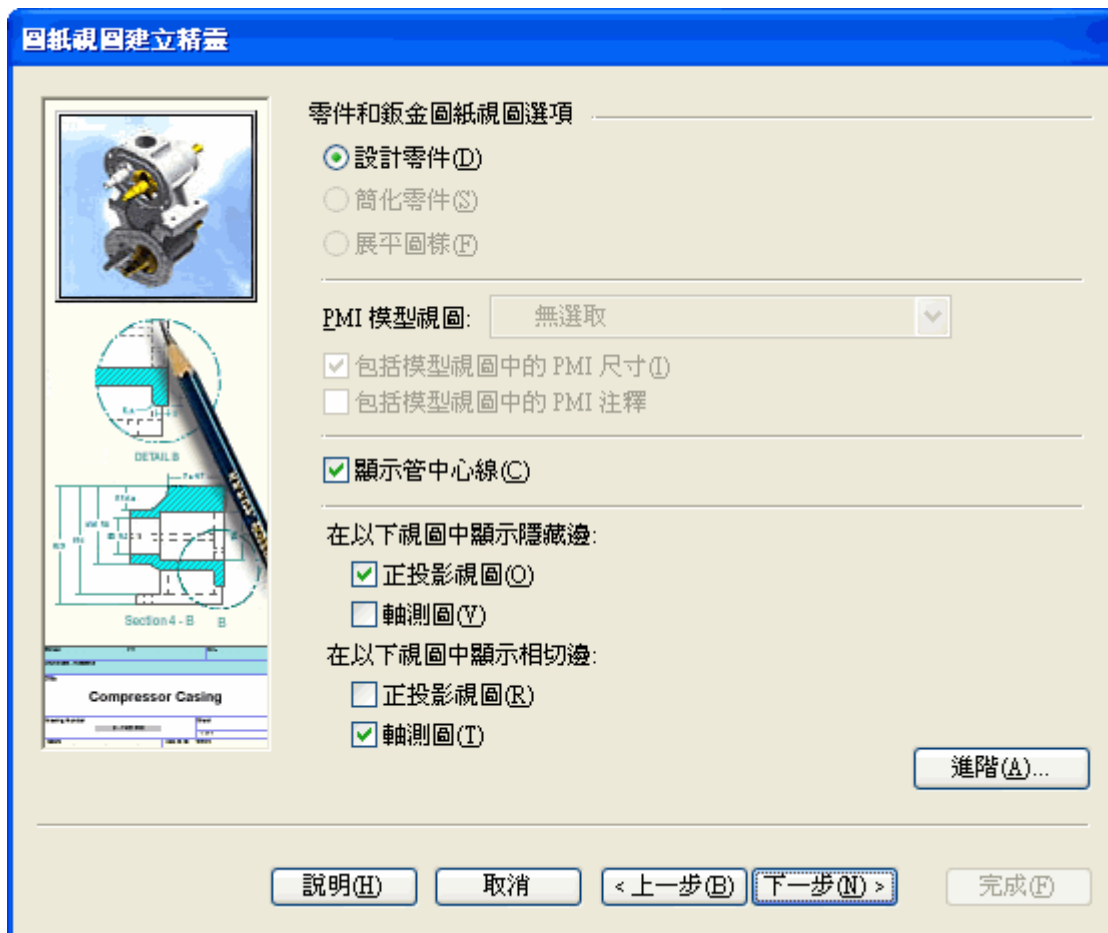 圖紙視圖建立精靈
零件和鈑金圖紙視圖選項
設計零件(D)
簡化零件(S)
展平圖樣(F)
PMI 模型視圖: 無選取
包括模型視圖中的 PMI 尺寸(I)
包括模型視圖中的 PMI 注釋
DETAIL B
顯示管中心線(C)
在以下視圖中顯示隱藏邊:
正投影視圖(O)
軸測圖(V)
Section 4 - B B
在以下視圖中顯示相切邊:
正投影視圖(R)
Compressor Casing
軸測圖(T)
進階(A)...
說明(H) 取消 < 上一步(B) 下一步(N) > 完成(F)